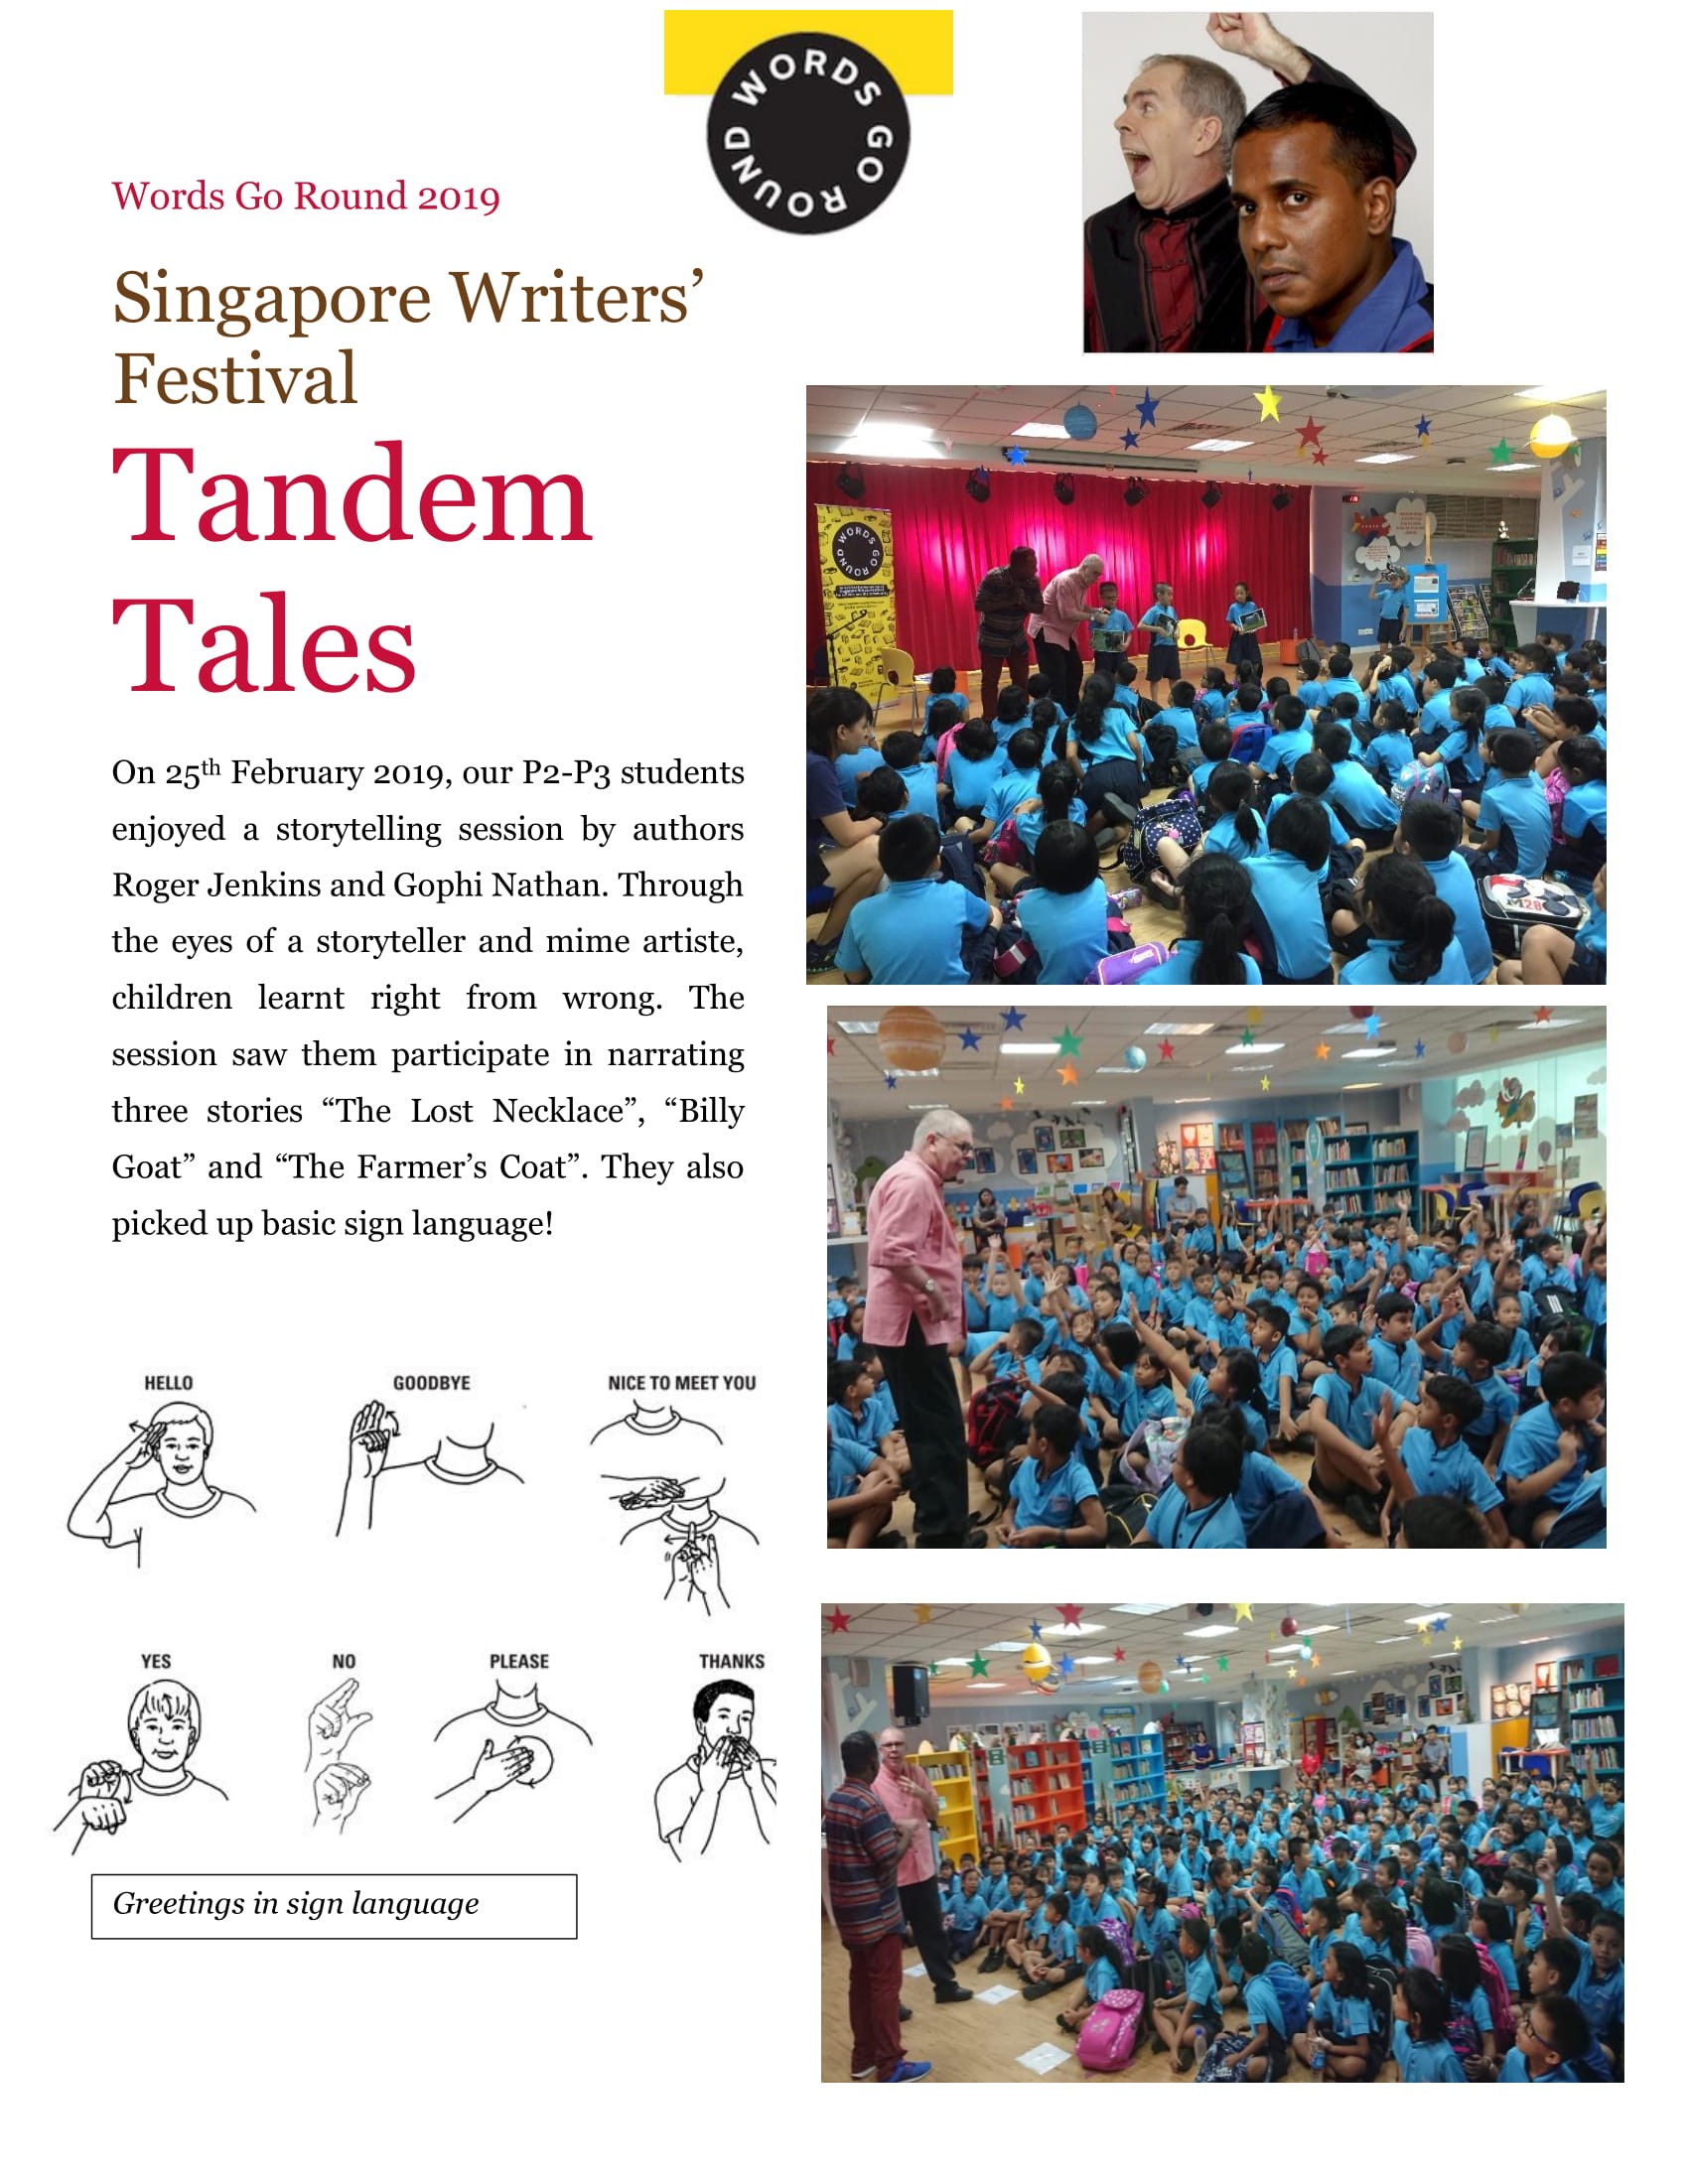 WORDS GO ROUND
Words Go Round 2019
Singapore Writers’
Festival
Tandem
Tales
On 25th February 2019, our P2-P3 students
enjoyed a storytelling session by authors
Roger Jenkins and Gophi Nathan. Through
the eyes of a storyteller and mime artiste,
children learnt right from wrong. The
session saw them participate in narrating
three stories “The Lost Necklace”, “Billy
Goat” and “The Farmer’s Coat”. They also
picked up basic sign language!
WORDS GO ROUND
HELLO GOODBYE NICE TO MEET YOU
YES NO PLEASE THANKS
Greetings in sign language